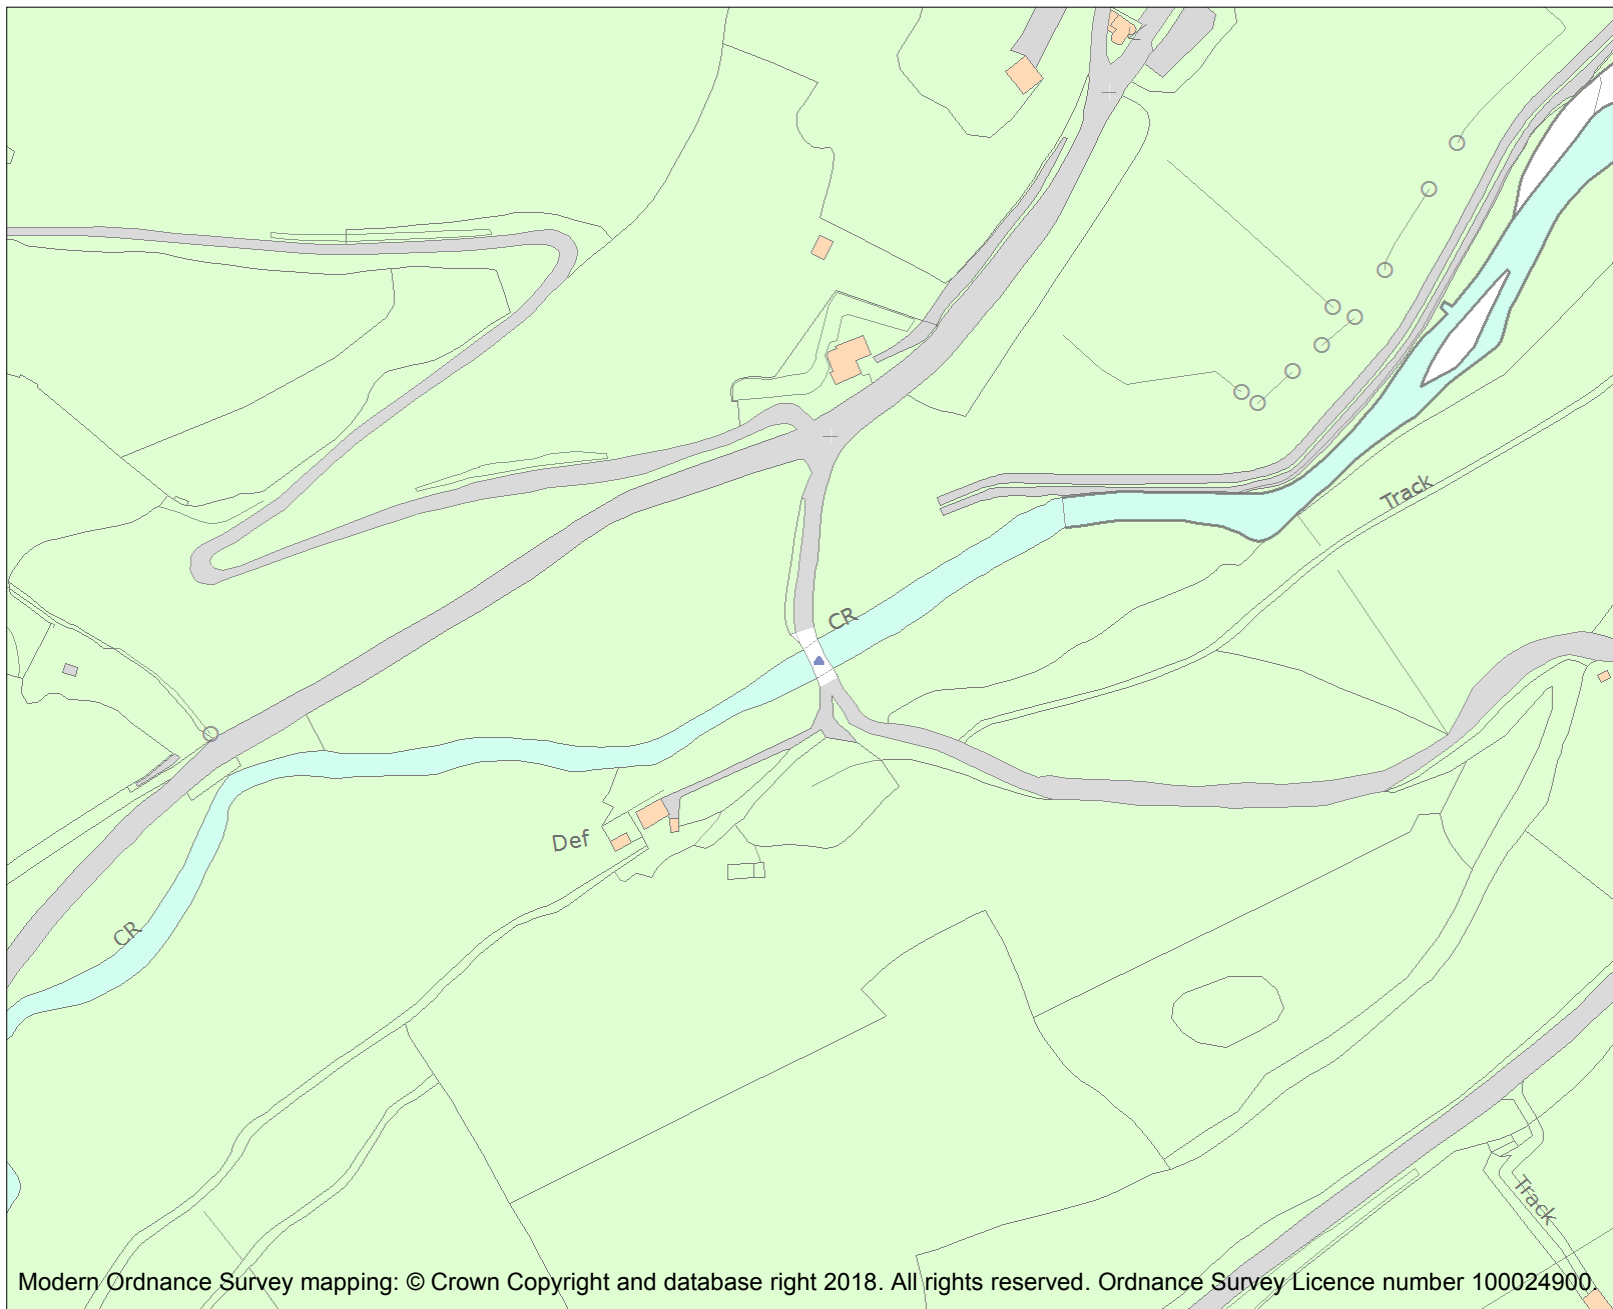 Track
CR
Def
CR
Track
Modern Ordnance Survey mapping: © Crown Copyright and database right 2018. All rights reserved. Ordnance Survey Licence number 100024900.